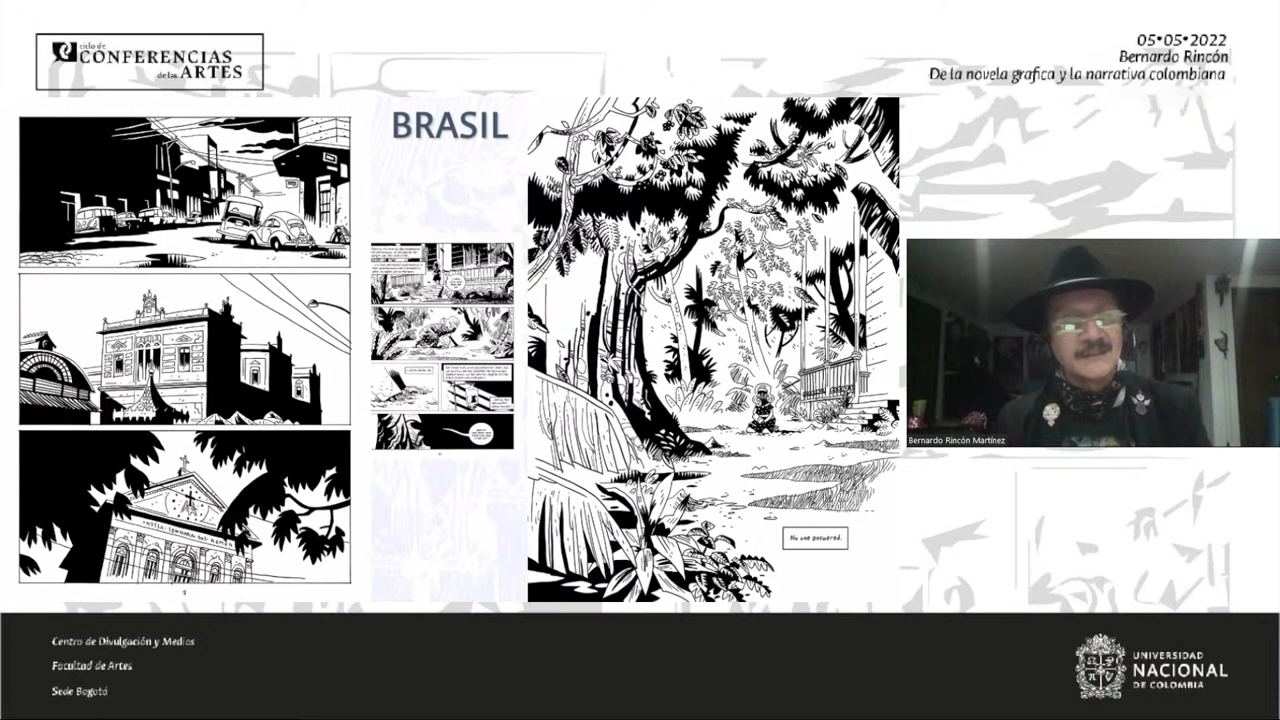 ciclo de
CONFERENCIAS
de las ARTES
05•05•2022
Bernardo Rincón
De la novela grafica y la narrativa colombiana
BRASIL
No one answered.
Bernardo Rincón Martínez
Centro de Divulgación y Medios
Facultad de Artes
Sede Bogotá
UNIVERSIDAD
NACIONAL
DE COLOMBIA